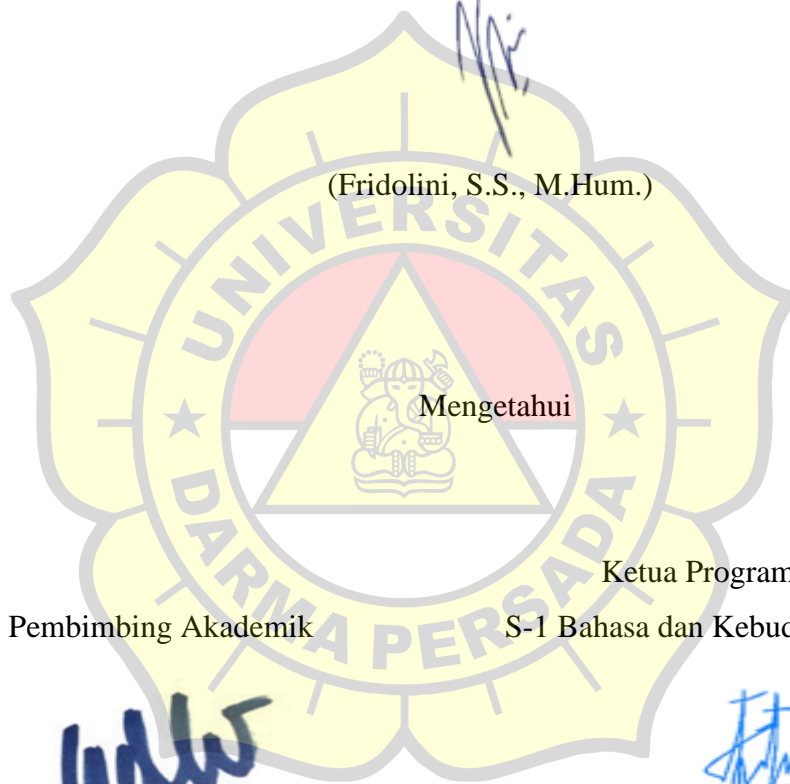 (Fridolini, S.S., M.Hum.)
UNIVERSITAS
Mengetahui
DARMA PERSADA
Ketua Program
Pembimbing Akademik
S-1 Bahasa dan Kebud